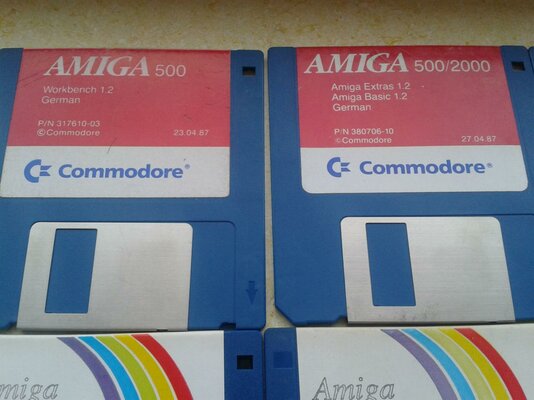 AMIGA 500
Workbench 1.2
German
P/N 317610-03
©Commodore 23.04.87
Commodore®
AMIGA 500/2000
Amiga Extras 1.2
Amiga Basic 1.2
German
P/N 380706-10
©Commodore 27.04.87
Commodore®
Amiga
Amiga